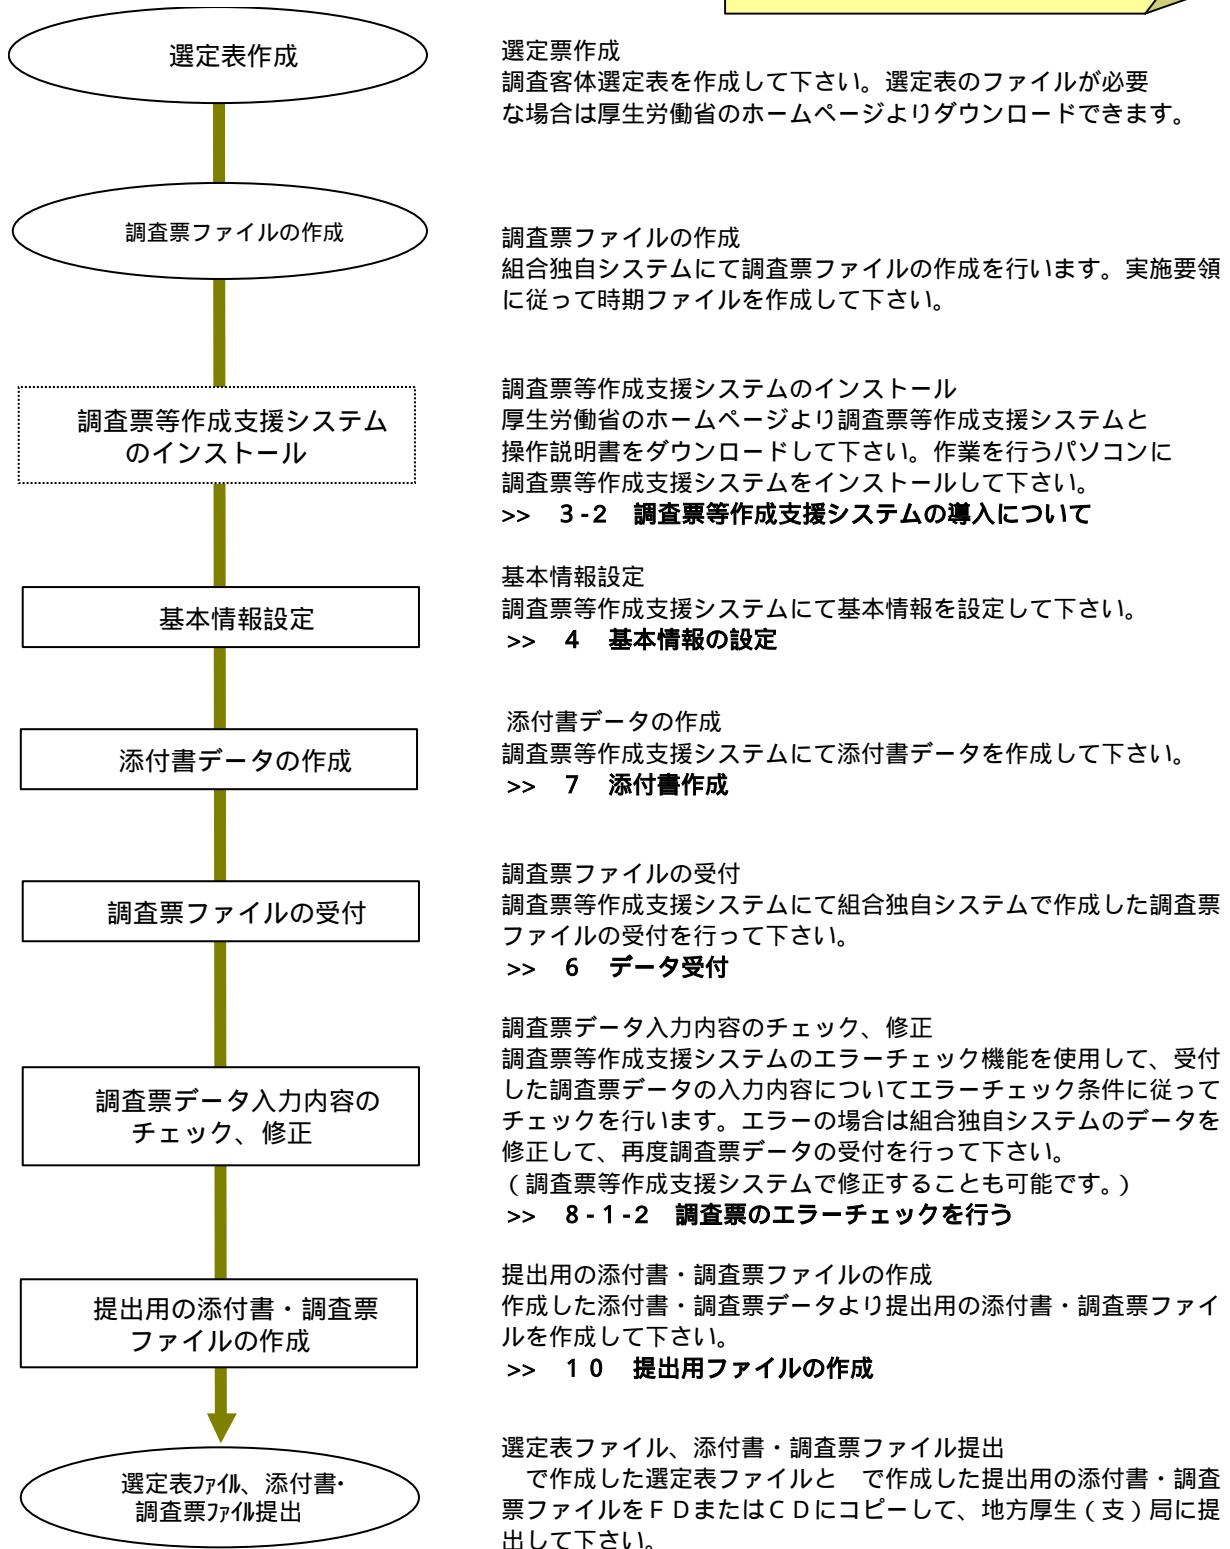 選定表作成
選定票作成
調査客体選定表を作成して下さい。選定表のファイルが必要
な場合は厚生労働省のホームページよりダウンロードできます。
調査票ファイルの作成
調査票ファイルの作成
組合独自システムにて調査票ファイルの作成を行います。実施要領
に従って時期ファイルを作成して下さい。
調査票等作成支援システム
のインストール
調査票等作成支援システムのインストール
厚生労働省のホームページより調査票等作成支援システムと
操作説明書をダウンロードして下さい。作業を行うパソコンに
調査票等作成支援システムをインストールして下さい。
>> 3-2 調査票等作成支援システムの導入について
基本情報設定
基本情報設定
調査票等作成支援システムにて基本情報を設定して下さい。
>> 4 基本情報の設定
添付書データの作成
添付書データの作成
調査票等作成支援システムにて添付書データを作成して下さい。
>> 7 添付書作成
調査票ファイルの受付
調査票ファイルの受付
調査票等作成支援システムにて組合独自システムで作成した調査票
ファイルの受付を行って下さい。
>> 6 データ受付
調査票データ入力内容の
チェック、修正
調査票データ入力内容のチェック、修正
調査票等作成支援システムのエラーチェック機能を使用して、受付
した調査票データの入力内容についてエラーチェック条件に従って
チェックを行います。エラーの場合は組合独自システムのデータを
修正して、再度調査票データの受付を行って下さい。
（調査票等作成支援システムで修正することも可能です。）
>> 8-1-2 調査票のエラーチェックを行う
提出用の添付書・調査票
ファイルの作成
提出用の添付書・調査票ファイルの作成
作成した添付書・調査票データより提出用の添付書・調査票ファイ
ルを作成して下さい。
>> 10 提出用ファイルの作成
選定表ﾌｧｲﾙ、添付書・
調査票ﾌｧｲﾙ提出
選定表ファイル、添付書・調査票ファイル提出
で作成した選定表ファイルと　で作成した提出用の添付書・調査
票ファイルをＦＤまたはＣＤにコピーして、地方厚生（支）局に提
出して下さい。